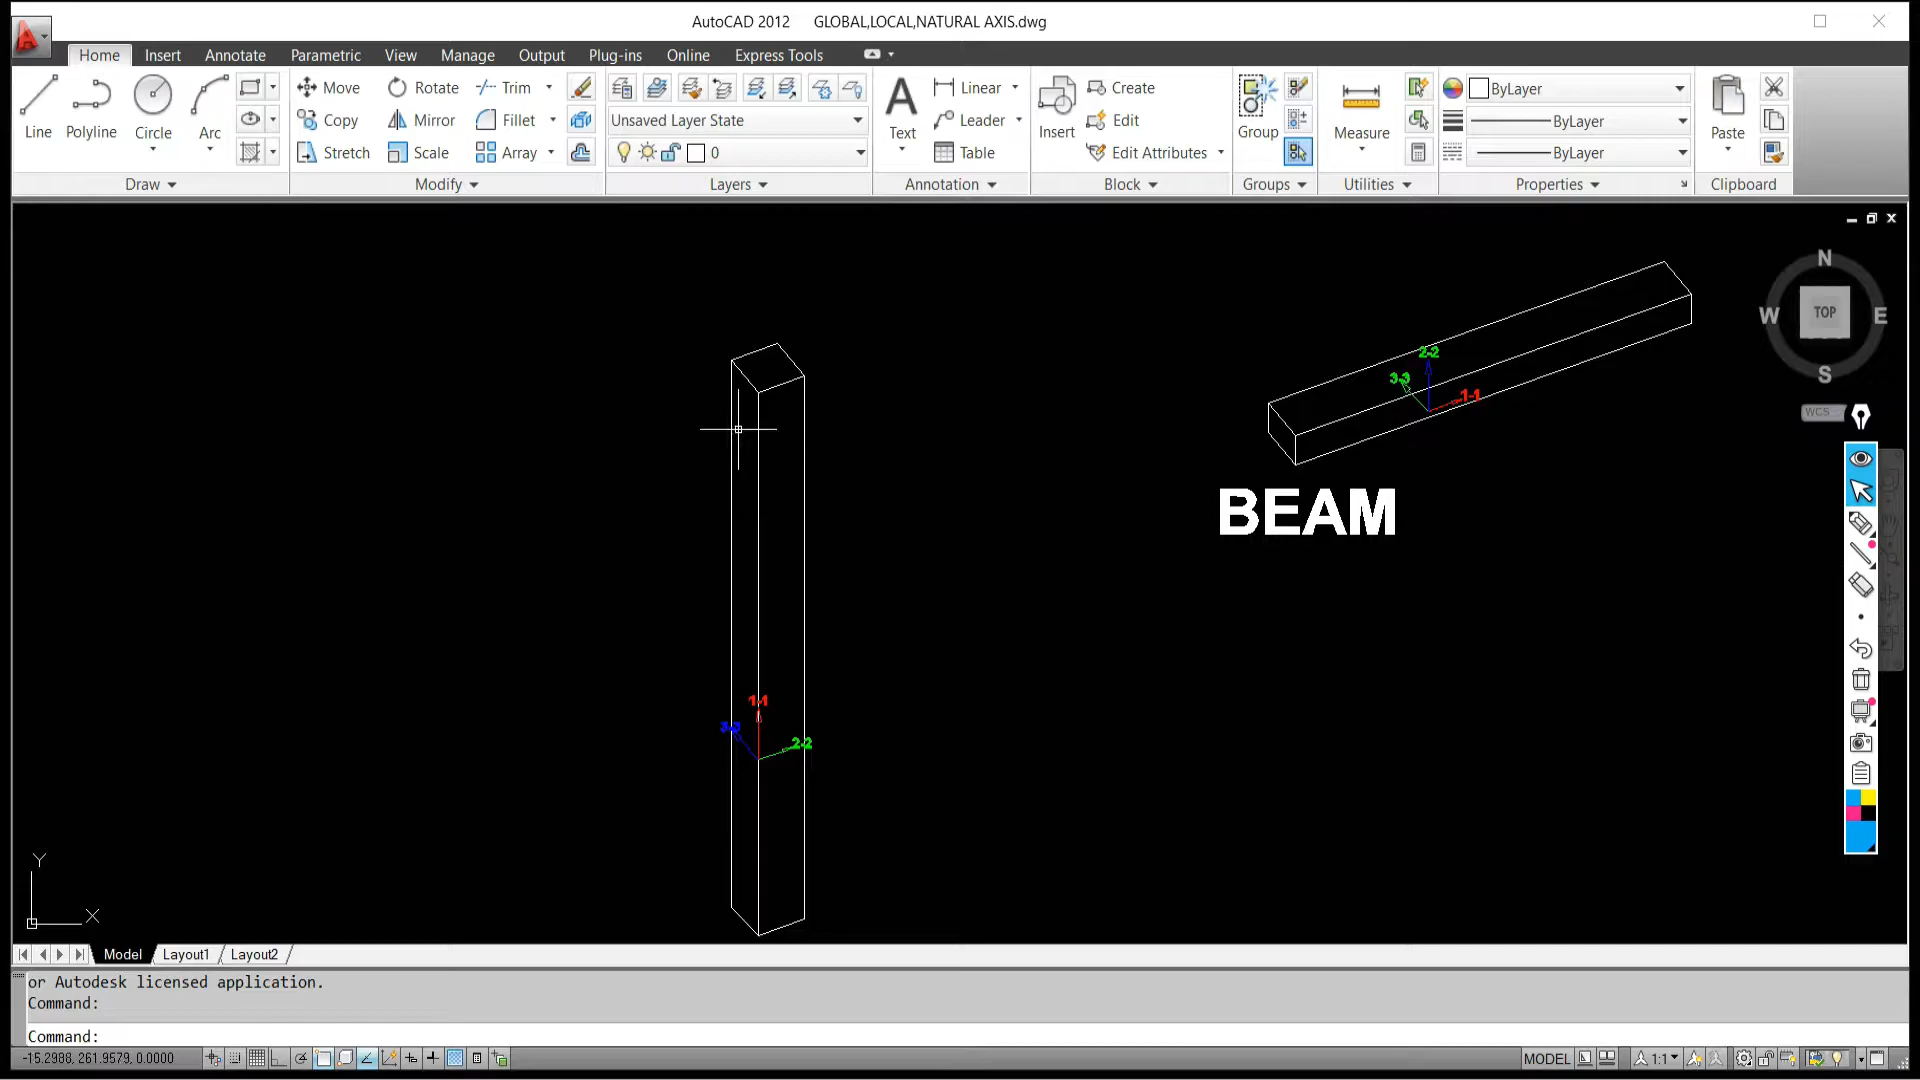 AutoCAD 2012 GLOBAL,LOCAL,NATURAL AXIS.dwg
Home Insert Annotate Parametric View Manage Output Plug-ins Online Express Tools
Line Polyline Circle Arc
Move Rotate Trim
Copy Mirror Fillet
Stretch Scale Array
Unsaved Layer State
0
Text
Linear
Leader
Table
Insert
Create
Edit
Edit Attributes
Group
Measure
ByLayer
ByLayer
ByLayer
Paste
Draw Modify Layers Annotation Block Groups Utilities Properties Clipboard
N
W TOP E
S
WCS
2-2
3-3
1-1
BEAM
1-1
3-3
2-2
Y
X
Model Layout1 Layout2
or Autodesk licensed application.
Command:
Command:
-15.2988, 261.9579, 0.0000
MODEL
1:1